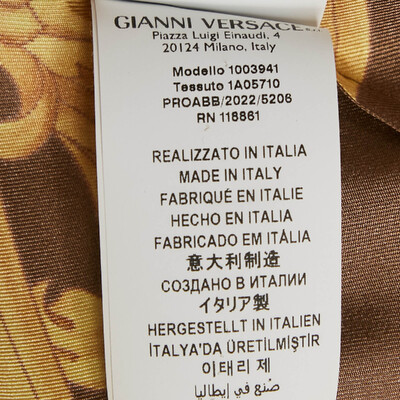 GIANNI VERSACE
Piazza Luigi Einaudi, 4
20124 Milano, Italy
Modello 1003941
Tessuto 1A05710
PROABB/2022/5206
RN 118861
REALIZZATO IN ITALIA
MADE IN ITALY
FABRIQUÉ EN ITALIE
HECHO EN ITALIA
FABRICADO EM ITÁLIA
意大利制造
СОЗДАНО В ИТАЛИИ
イタリア製
HERGESTELLT IN ITALIEN
İTALYA'DA ÜRETİLMİŞTİR
이태리 제
صُنع في إيطاليا